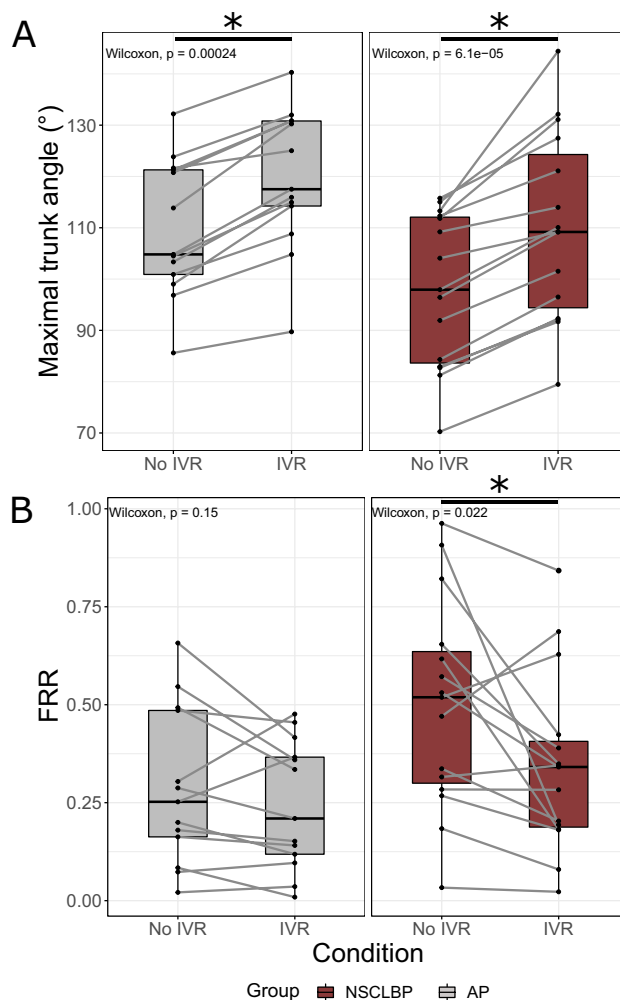 A
* *
Wilcoxon, p = 0.00024 Wilcoxon, p = 6.1e−05
Maximal trunk angle (°)
130
110
90
70
No IVR IVR No IVR IVR
B
*
Wilcoxon, p = 0.15 Wilcoxon, p = 0.022
FRR
1.00
0.75
0.50
0.25
0.00
No IVR IVR No IVR IVR
Condition
Group NSCLBP AP